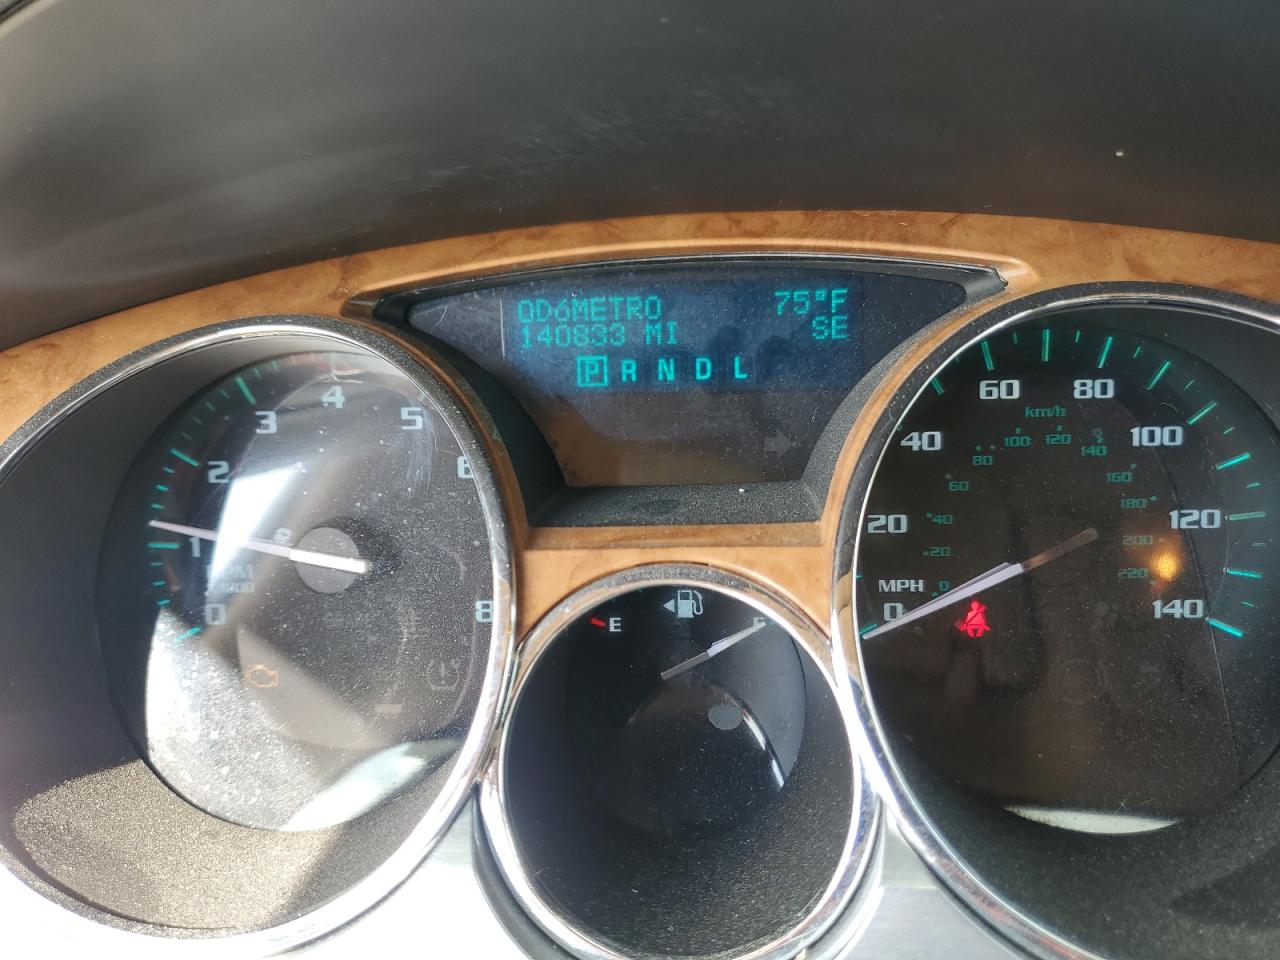 OD6METRO 75°F
140833 MI SE
P R N D L
0 1 2 3 4 5 6 8
E F
MPH
0 20 40 60 80 100 120 140
km/h
0 20 40 60 80 100 120 140 160 180 200 220